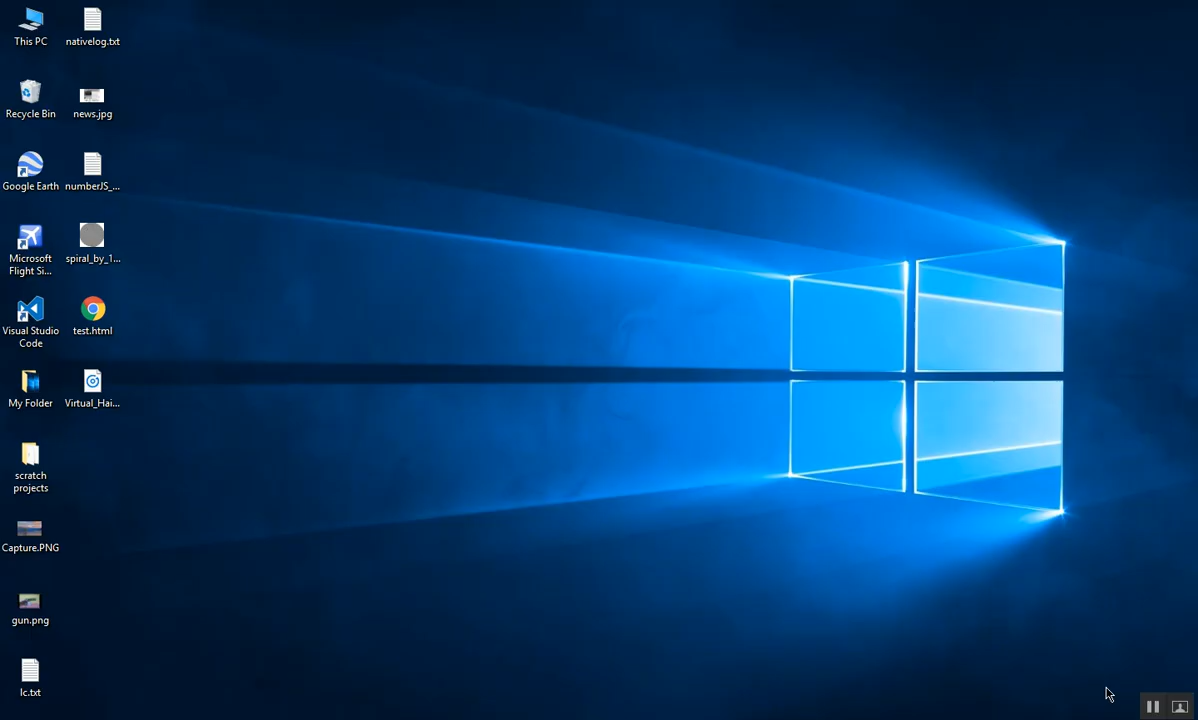 This PC
nativelog.txt
Recycle Bin
news.jpg
Google Earth
numberJS_...
Microsoft
Flight Si...
spiral_by_1...
Visual Studio
Code
test.html
My Folder
Virtual_Hai...
scratch
projects
Capture.PNG
gun.png
lc.txt